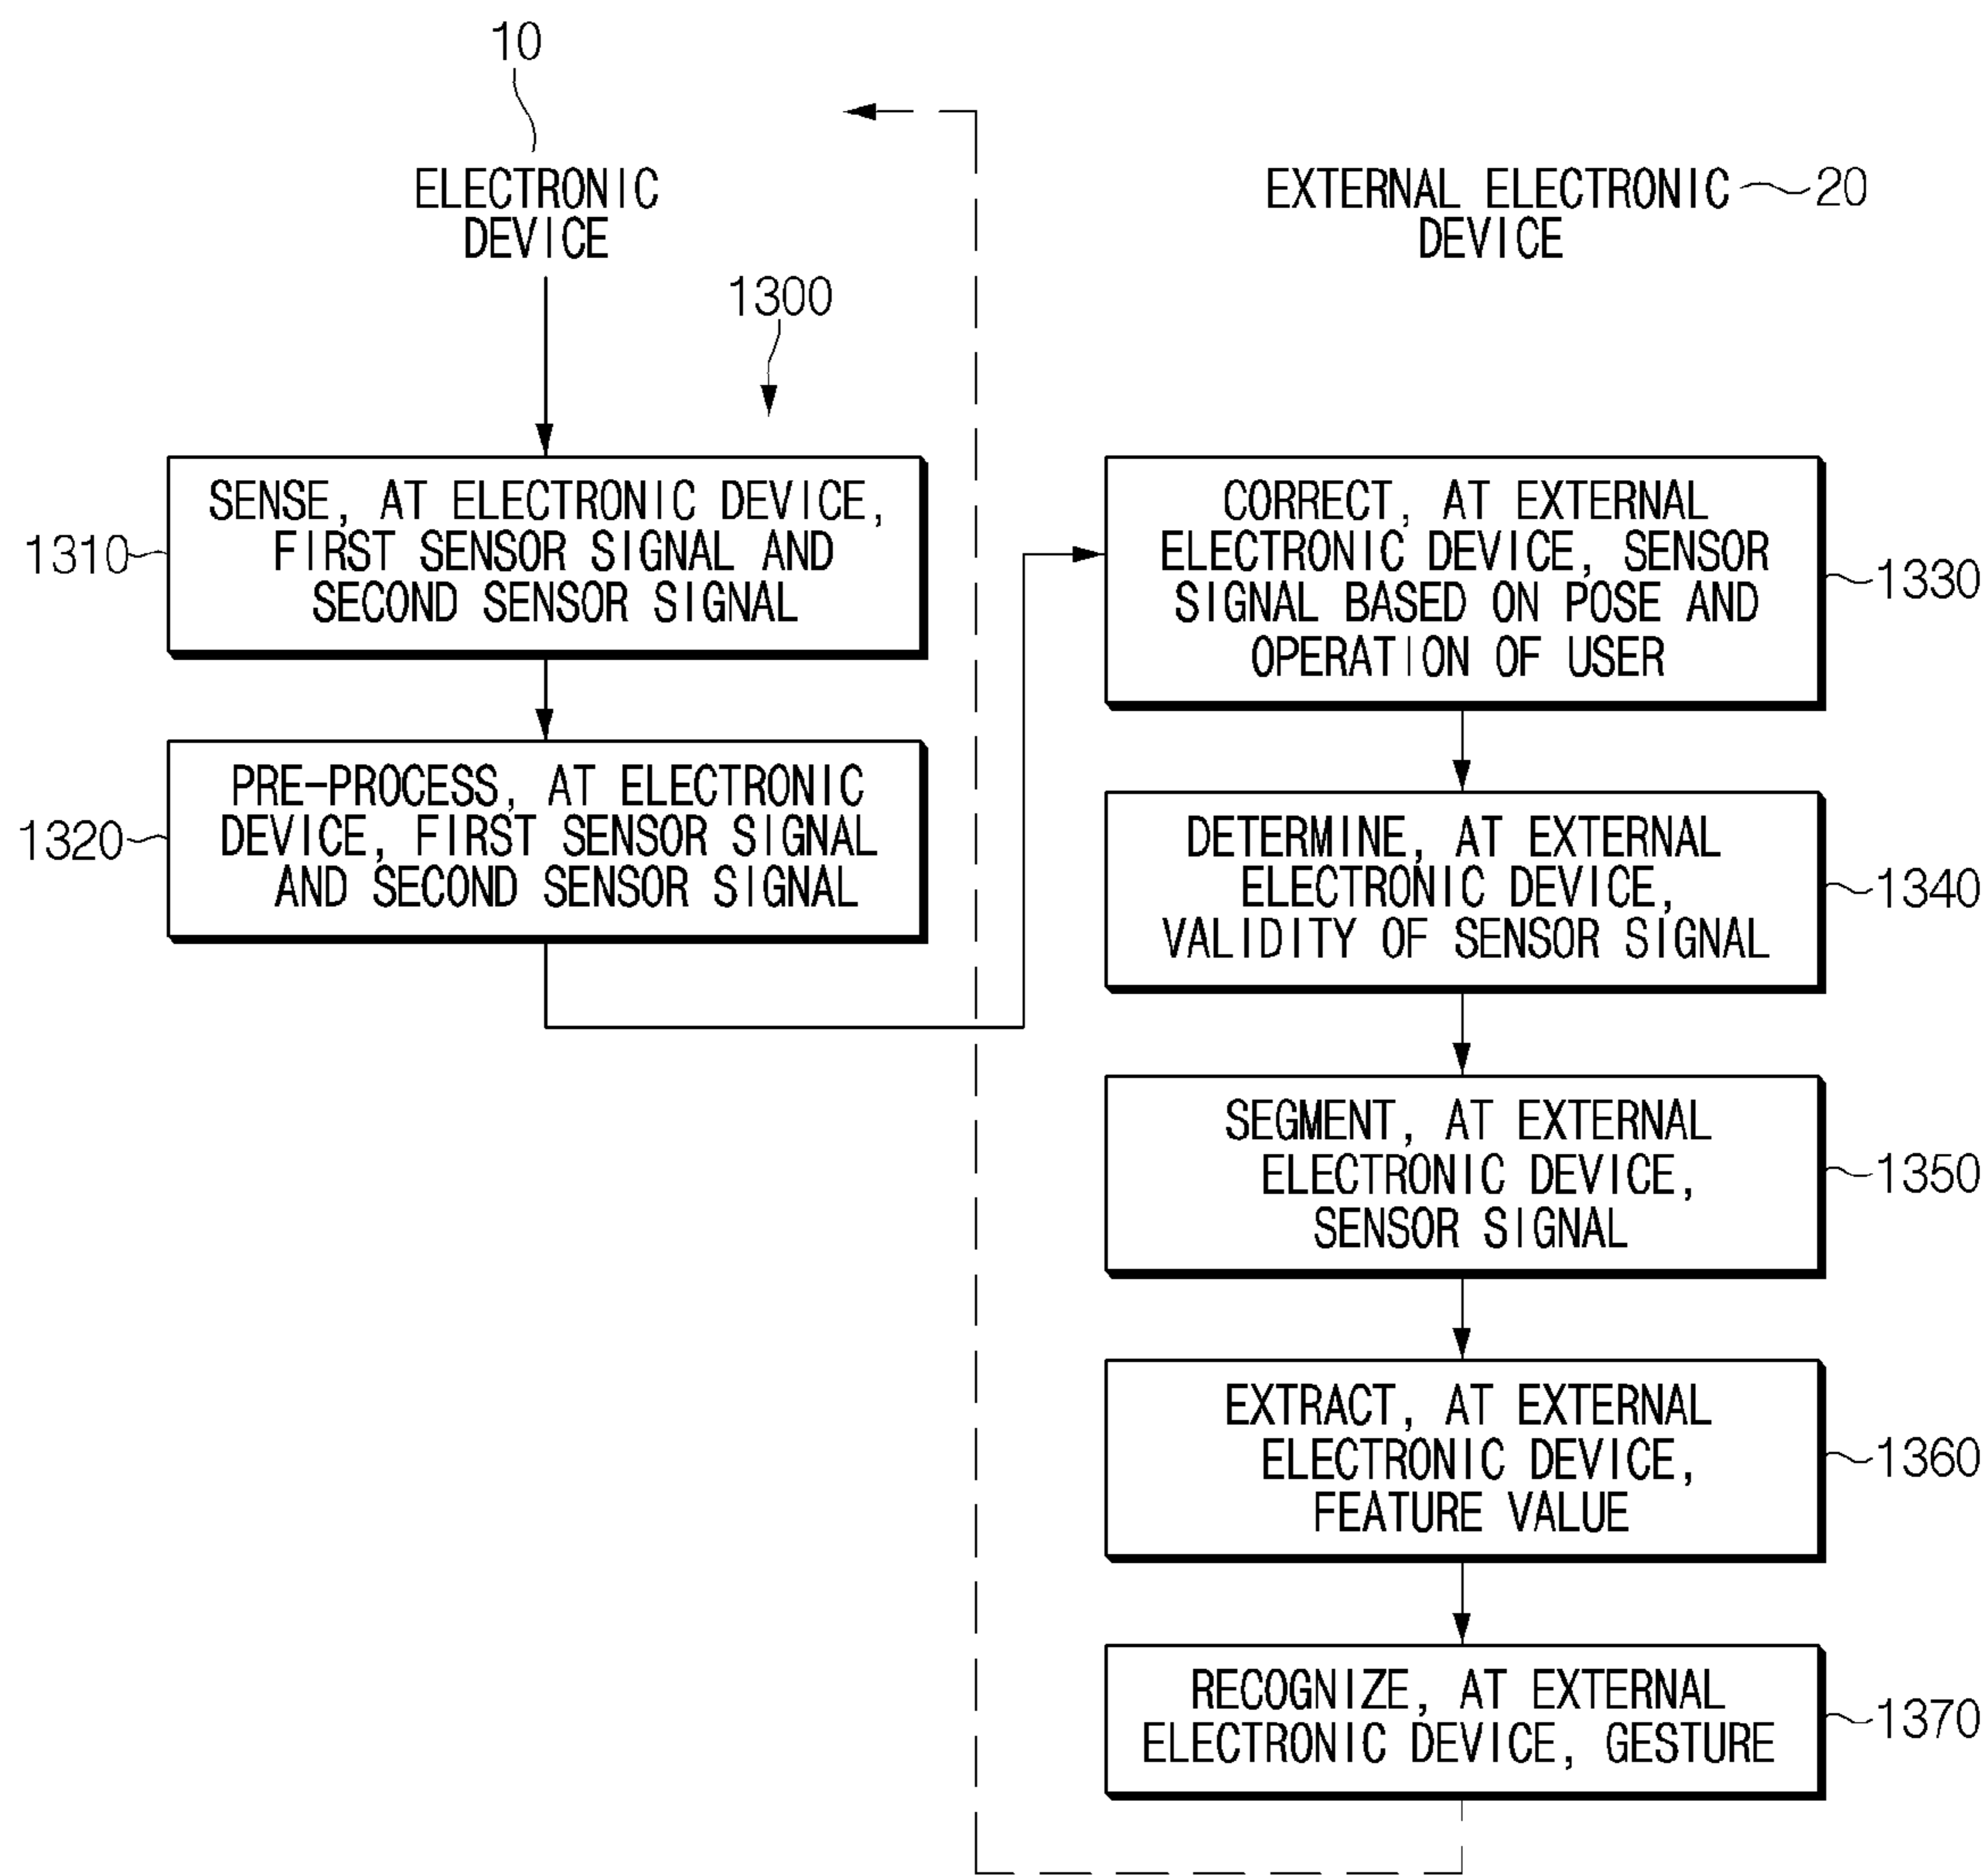 10
ELECTRONIC
DEVICE
EXTERNAL ELECTRONIC
DEVICE
20
1300
1310
SENSE, AT ELECTRONIC DEVICE,
FIRST SENSOR SIGNAL AND
SECOND SENSOR SIGNAL
1320
PRE-PROCESS, AT ELECTRONIC
DEVICE, FIRST SENSOR SIGNAL
AND SECOND SENSOR SIGNAL
CORRECT, AT EXTERNAL
ELECTRONIC DEVICE, SENSOR
SIGNAL BASED ON POSE AND
OPERATION OF USER
1330
DETERMINE, AT EXTERNAL
ELECTRONIC DEVICE,
VALIDITY OF SENSOR SIGNAL
1340
SEGMENT, AT EXTERNAL
ELECTRONIC DEVICE,
SENSOR SIGNAL
1350
EXTRACT, AT EXTERNAL
ELECTRONIC DEVICE,
FEATURE VALUE
1360
RECOGNIZE, AT EXTERNAL
ELECTRONIC DEVICE, GESTURE
1370